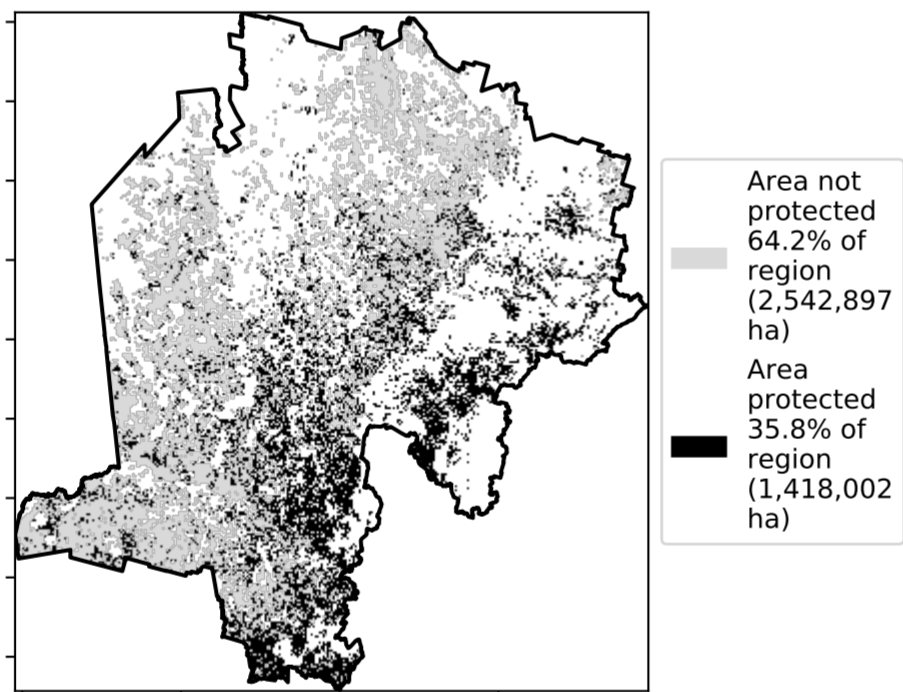 Area not
protected
64.2% of
region
(2,542,897
ha)
Area
protected
35.8% of
region
(1,418,002
ha)